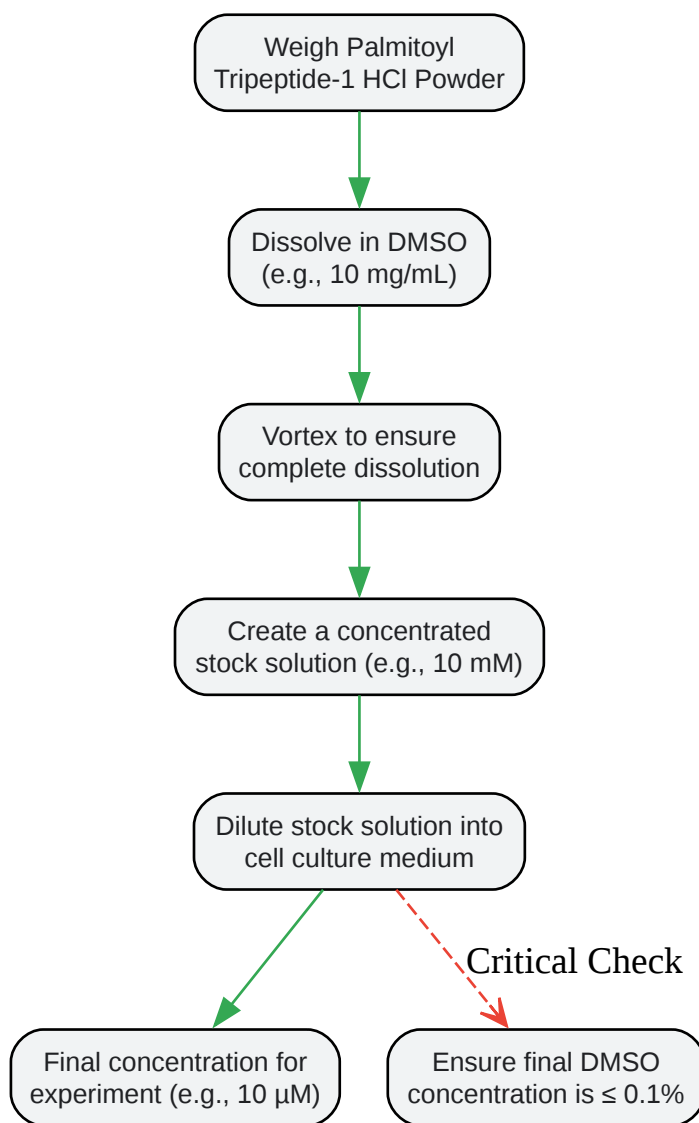 Weigh Palmitoyl
Tripeptide-1 HCl Powder
Dissolve in DMSO
(e.g., 10 mg/mL)
Vortex to ensure
complete dissolution
Create a concentrated
stock solution (e.g., 10 mM)
Dilute stock solution into
cell culture medium
Critical Check
Final concentration for
experiment (e.g., 10 µM)
Ensure final DMSO
concentration is ≤ 0.1%